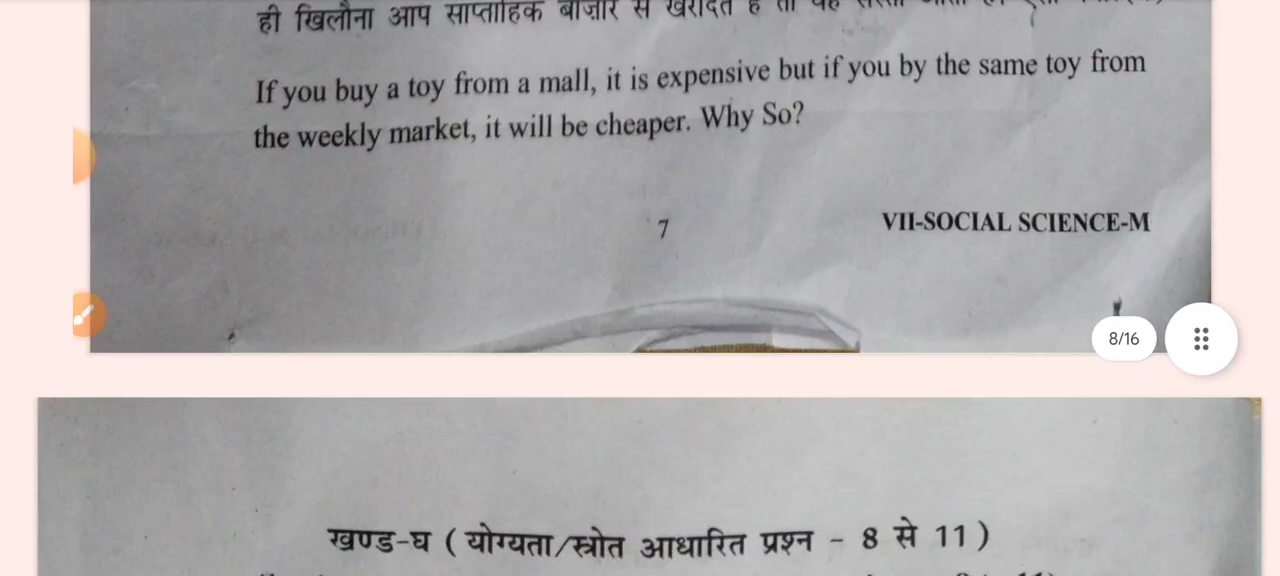 ही खिलौना आप साप्ताहिक बाज़ार से खरीदते है तो यह
If you buy a toy from a mall, it is expensive but if you by the same toy from
the weekly market, it will be cheaper. Why So?
7
VII-SOCIAL SCIENCE-M
8/16
खण्ड-घ ( योग्यता/स्त्रोत आधारित प्रश्न - 8 से 11 )